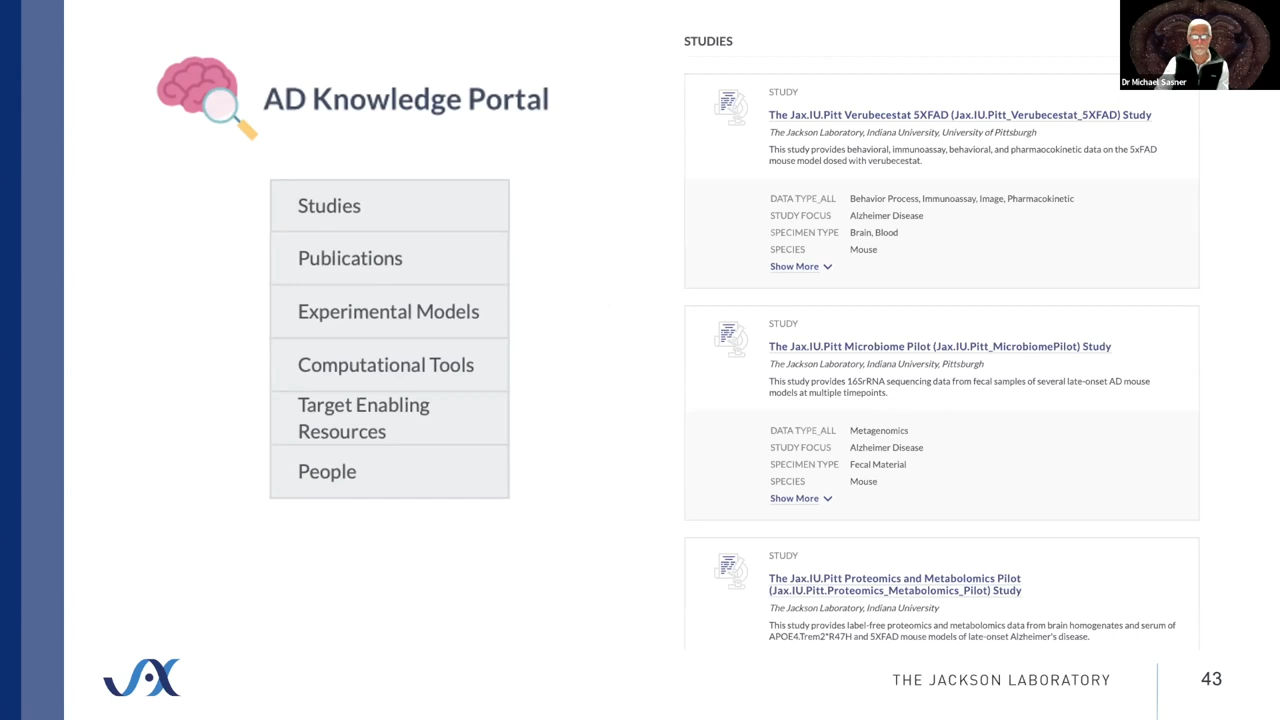 AD Knowledge Portal
Studies
Publications
Experimental Models
Computational Tools
Target Enabling
Resources
People
STUDIES
STUDY
The Jax.IU.Pitt Verubecestat 5XFAD (Jax.IU.Pitt_Verubecestat_5XFAD) Study
The Jackson Laboratory, Indiana University, University of Pittsburgh
This study provides behavioral, immunoassay, behavioral, and pharmaocokinetic data on the 5xFAD
mouse model dosed with verubecestat.
DATA TYPE_ALL Behavior Process, Immunoassay, Image, Pharmacokinetic
STUDY FOCUS Alzheimer Disease
SPECIMEN TYPE Brain, Blood
SPECIES Mouse
Show More
STUDY
The Jax.IU.Pitt Microbiome Pilot (Jax.IU.Pitt_MicrobiomePilot) Study
The Jackson Laboratory, Indiana University, Pittsburgh
This study provides 16SrRNA sequencing data from fecal samples of several late-onset AD mouse
models at multiple timepoints.
DATA TYPE_ALL Metagenomics
STUDY FOCUS Alzheimer Disease
SPECIMEN TYPE Fecal Material
SPECIES Mouse
Show More
STUDY
The Jax.IU.Pitt Proteomics and Metabolomics Pilot
(Jax.IU.Pitt.Proteomics_Metabolomics_Pilot) Study
The Jackson Laboratory, Indiana University
This study provides label-free proteomics and metabolomics data from brain homogenates and serum of
APOE4.Trem2*R47H and 5XFAD mouse models of late-onset Alzheimer's disease.
Dr Michael Sasner
JAX
THE JACKSON LABORATORY
43